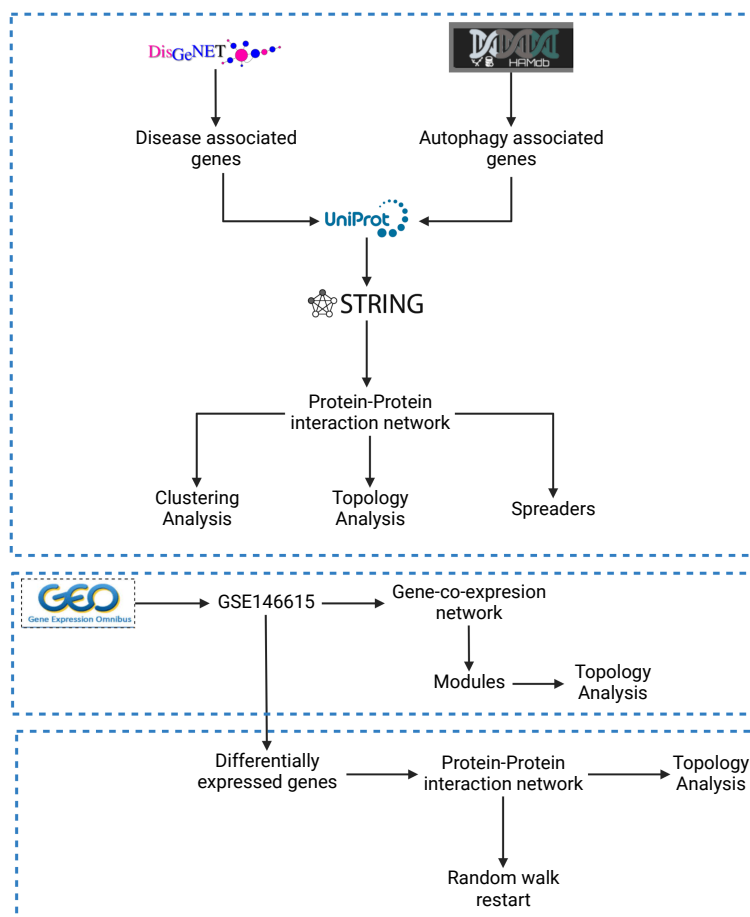 DisGeNET
HAMdb
Disease associated
genes
Autophagy associated
genes
UniProt
STRING
Protein-Protein
interaction network
Clustering
Analysis
Topology
Analysis
Spreaders
GEO
Gene Expression Omnibus
GSE146615
Gene-co-expresion
network
Modules
Topology
Analysis
Differentially
expressed genes
Protein-Protein
interaction network
Topology
Analysis
Random walk
restart